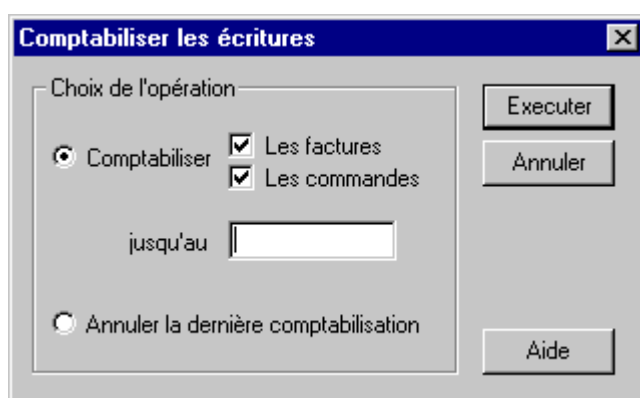 Comptabiliser les écritures
Choix de l'opération
Comptabiliser
Les factures
Les commandes
jusqu'au
Annuler la dernière comptabilisation
Executer
Annuler
Aide